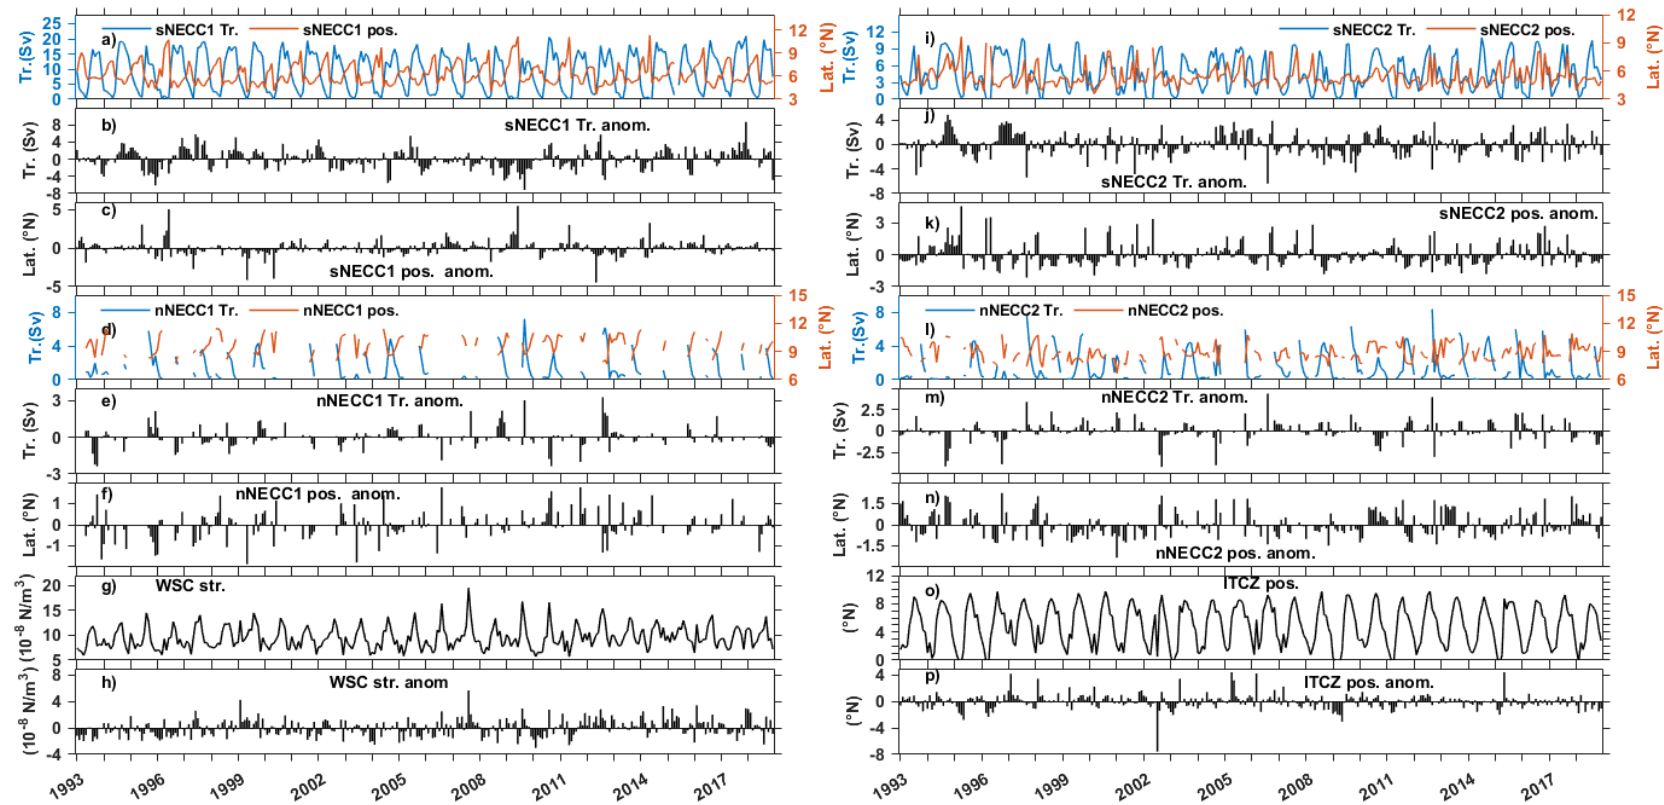 sNECC1 Tr. sNECC1 pos.
a)
25
20
15
10
5
0
Tr.(Sv)
12
9
6
3
Lat. (°N)
b)
sNECC1 Tr. anom.
8
4
0
-4
-8
Tr. (Sv)
c)
5
0
-5
Lat. (°N)
sNECC1 pos. anom.
nNECC1 Tr. nNECC1 pos.
d)
8
4
0
Tr.(Sv)
15
12
9
6
Lat. (°N)
e)
nNECC1 Tr. anom.
3
0
-3
Tr. (Sv)
f)
nNECC1 pos. anom.
1
0
-1
Lat. (°N)
g)
WSC str.
20
15
10
5
(10⁻⁸ N/m³)
h)
WSC str. anom
8
4
0
-4
(10⁻⁸ N/m³)
1993 1996 1999 2002 2005 2008 2011 2014 2017
sNECC2 Tr. sNECC2 pos.
i)
12
9
6
3
0
Tr.(Sv)
12
9
6
3
Lat. (°N)
j)
4
0
-4
-8
Tr. (Sv)
sNECC2 Tr. anom.
k)
sNECC2 pos. anom.
3
0
-3
Lat. (°N)
nNECC2 Tr. nNECC2 pos.
l)
8
4
0
Tr.(Sv)
15
12
9
6
Lat. (°N)
m)
nNECC2 Tr. anom.
2.5
0
-2.5
Tr. (Sv)
n)
1.5
0
-1.5
Lat. (°N)
nNECC2 pos. anom.
ITCZ pos.
o)
12
8
4
0
(°N)
p)
ITCZ pos. anom.
4
0
-4
-8
(°N)
1993 1996 1999 2002 2005 2008 2011 2014 2017